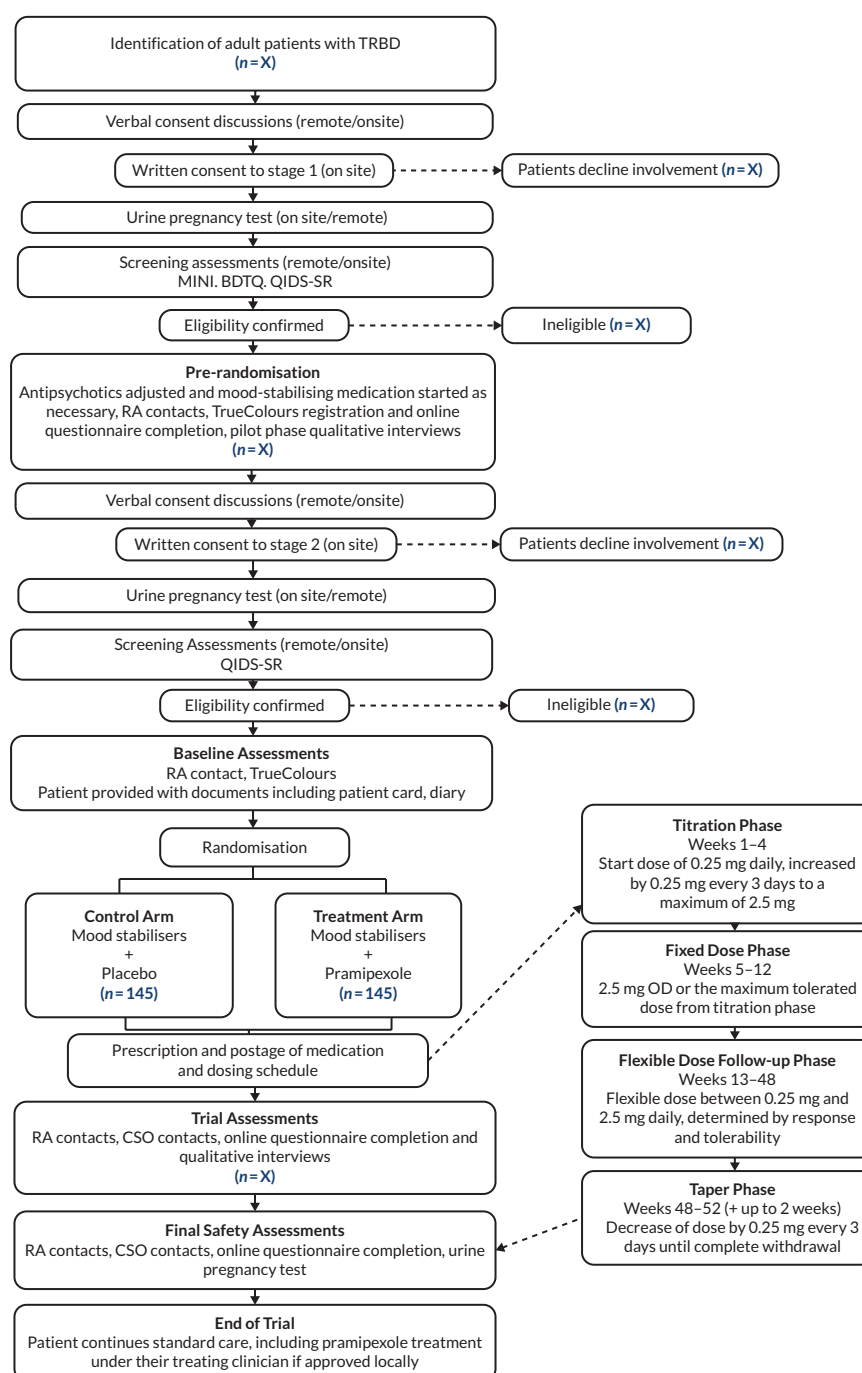 Identification of adult patients with TRBD
(n = X)
Verbal consent discussions (remote/onsite)
Written consent to stage 1 (on site)
Patients decline involvement (n = X)
Urine pregnancy test (on site/remote)
Screening assessments (remote/onsite)
MINI. BDTQ. QIDS-SR
Eligibility confirmed
Ineligible (n = X)
Pre-randomisation
Antipsychotics adjusted and mood-stabilising medication started as
necessary, RA contacts, TrueColours registration and online
questionnaire completion, pilot phase qualitative interviews
(n = X)
Verbal consent discussions (remote/onsite)
Written consent to stage 2 (on site)
Patients decline involvement (n = X)
Urine pregnancy test (on site/remote)
Screening Assessments (remote/onsite)
QIDS-SR
Eligibility confirmed
Ineligible (n = X)
Baseline Assessments
RA contact, TrueColours
Patient provided with documents including patient card, diary
Randomisation
Control Arm
Mood stabilisers
+
Placebo
(n = 145)
Treatment Arm
Mood stabilisers
+
Pramipexole
(n = 145)
Prescription and postage of medication
and dosing schedule
Titration Phase
Weeks 1–4
Start dose of 0.25 mg daily, increased
by 0.25 mg every 3 days to a
maximum of 2.5 mg
Fixed Dose Phase
Weeks 5–12
2.5 mg OD or the maximum tolerated
dose from titration phase
Flexible Dose Follow-up Phase
Weeks 13–48
Flexible dose between 0.25 mg and
2.5 mg daily, determined by response
and tolerability
Taper Phase
Weeks 48–52 (+ up to 2 weeks)
Decrease of dose by 0.25 mg every 3
days until complete withdrawal
Trial Assessments
RA contacts, CSO contacts, online questionnaire completion and
qualitative interviews
(n = X)
Final Safety Assessments
RA contacts, CSO contacts, online questionnaire completion, urine
pregnancy test
End of Trial
Patient continues standard care, including pramipexole treatment
under their treating clinician if approved locally